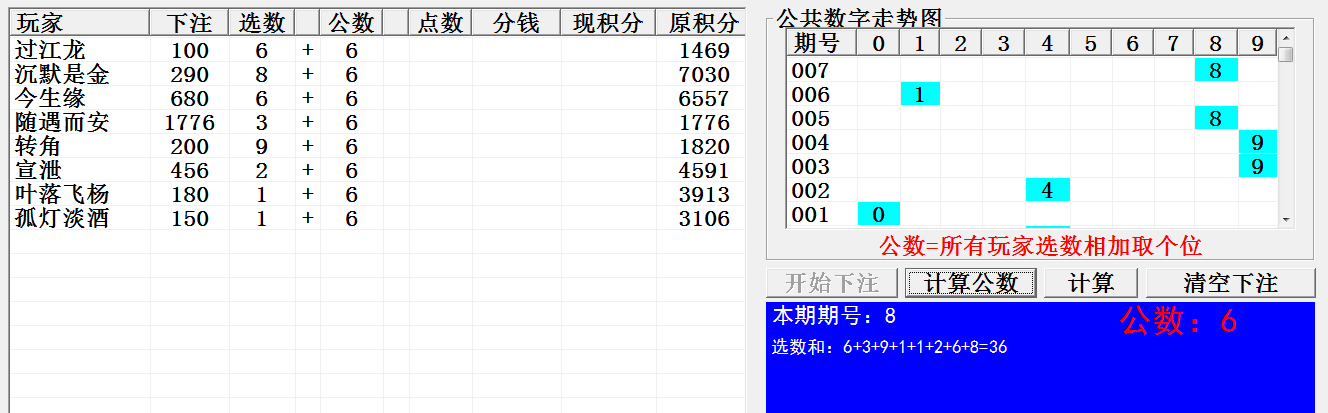 玩家 下注 选数 公数 点数 分钱 现积分 原积分
过江龙 100 6 + 6 1469
沉默是金 290 8 + 6 7030
今生缘 680 6 + 6 6557
随遇而安 1776 3 + 6 1776
转角 200 9 + 6 1820
宣泄 456 2 + 6 4591
叶落飞杨 180 1 + 6 3913
孤灯淡酒 150 1 + 6 3106
公共数字走势图
期号 0 1 2 3 4 5 6 7 8 9
007 8
006 1
005 8
004 9
003 9
002 4
001 0
公数=所有玩家选数相加取个位
开始下注 计算公数 计算 清空下注
本期期号：8 公数：6
选数和：6+3+9+1+1+2+6+8=36